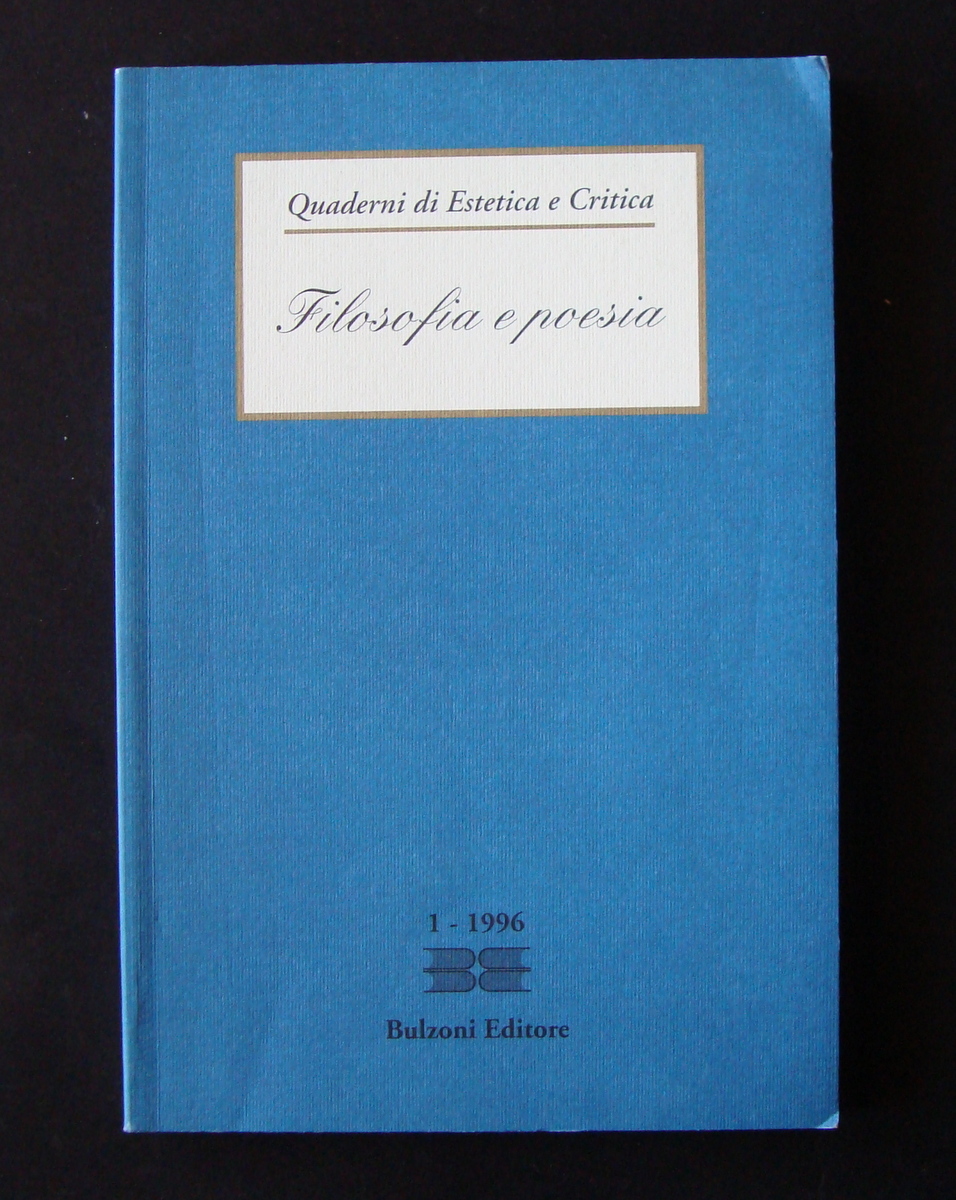 Quaderni di Estetica e Critica
Filosofia e poesia
1 - 1996
Bulzoni Editore